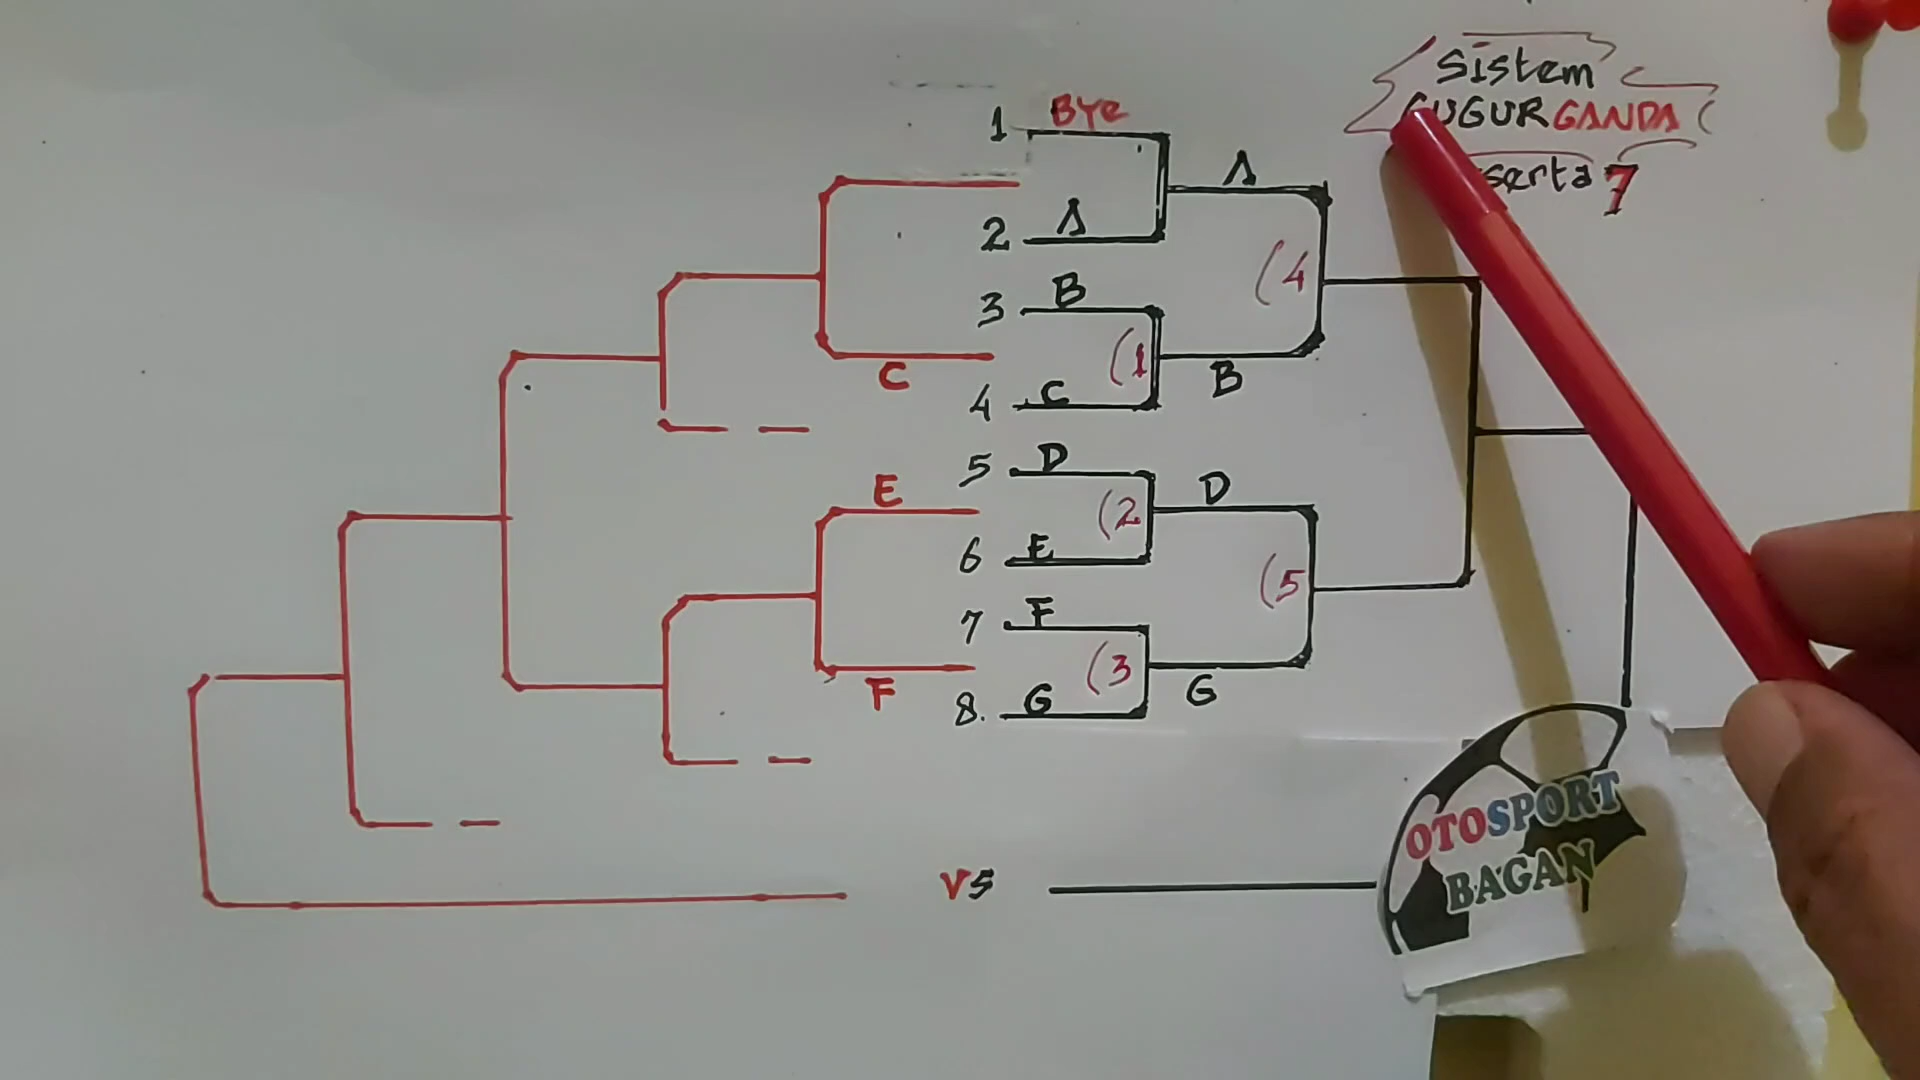 Sistem
GUGUR GANDA
serta 7
1 Bye
A
2 A
3 B
(4
(1
C
B
4 C
5 D
E
D
(2
6 E
(5
7 F
(3
F
G
8. G
VS
OTOSPORT
BAGAN